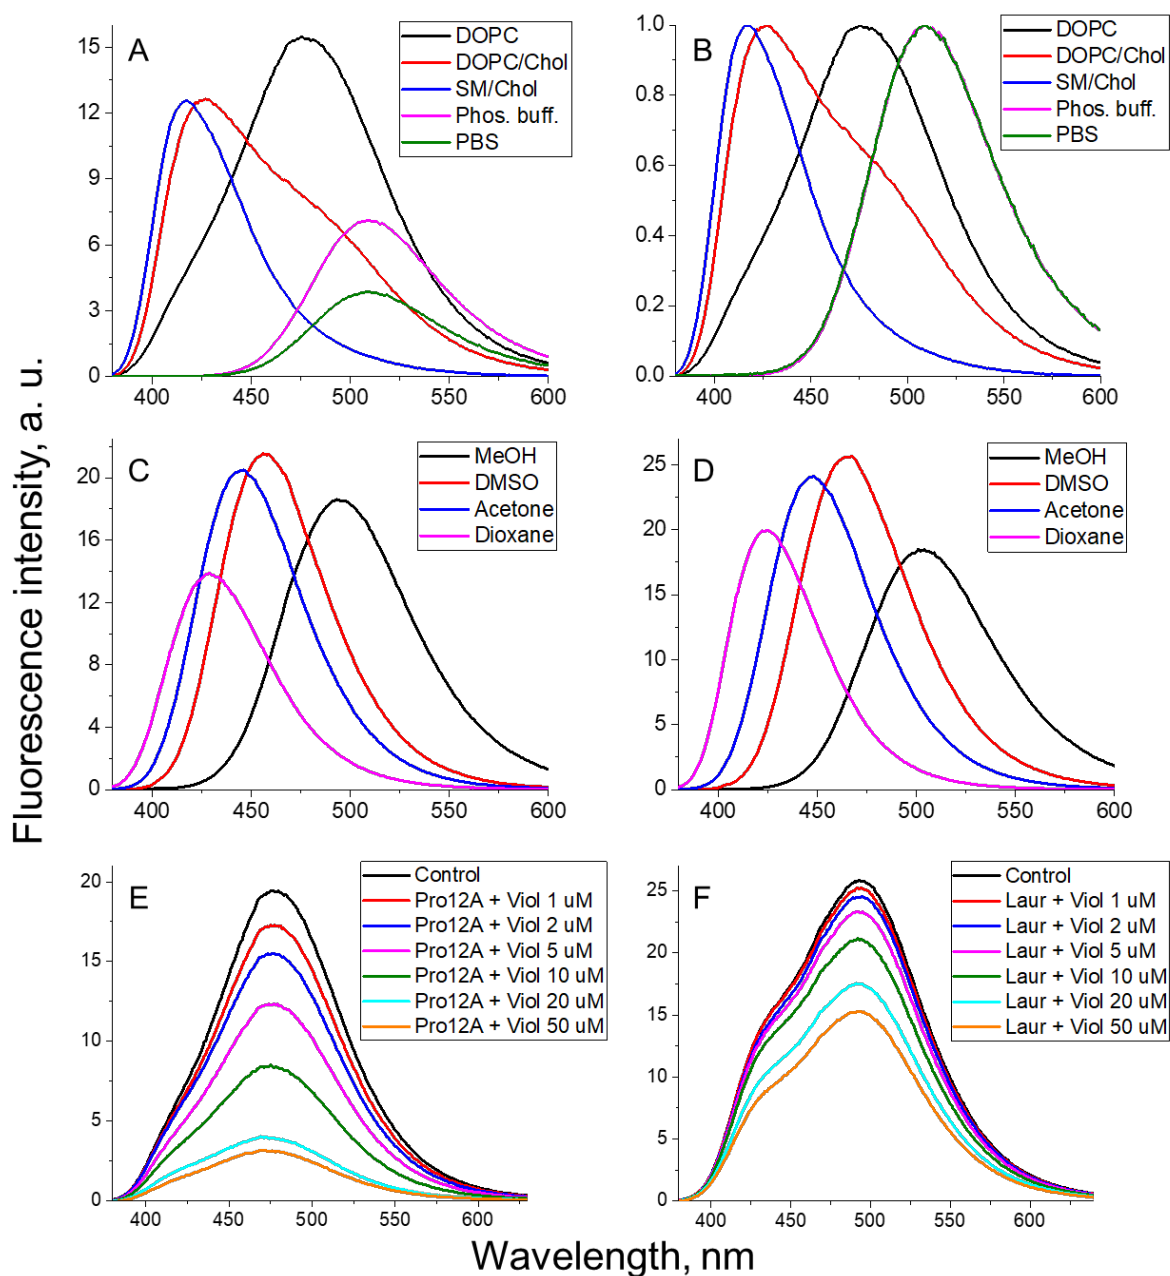 Fluorescence intensity, a. u.
A
15
12
9
6
3
0
400
450
500
550
600
DOPC
DOPC/Chol
SM/Chol
Phos. buff.
PBS
B
1.0
0.8
0.6
0.4
0.2
0.0
400
450
500
550
600
DOPC
DOPC/Chol
SM/Chol
Phos. buff.
PBS
C
20
16
12
8
4
0
400
450
500
550
600
MeOH
DMSO
Acetone
Dioxane
D
25
20
15
10
5
0
400
450
500
550
600
MeOH
DMSO
Acetone
Dioxane
E
20
15
10
5
0
400
450
500
550
600
Control
Pro12A + Viol 1 uM
Pro12A + Viol 2 uM
Pro12A + Viol 5 uM
Pro12A + Viol 10 uM
Pro12A + Viol 20 uM
Pro12A + Viol 50 uM
F
25
20
15
10
5
0
400
450
500
550
600
Control
Laur + Viol 1 uM
Laur + Viol 2 uM
Laur + Viol 5 uM
Laur + Viol 10 uM
Laur + Viol 20 uM
Laur + Viol 50 uM
Wavelength, nm